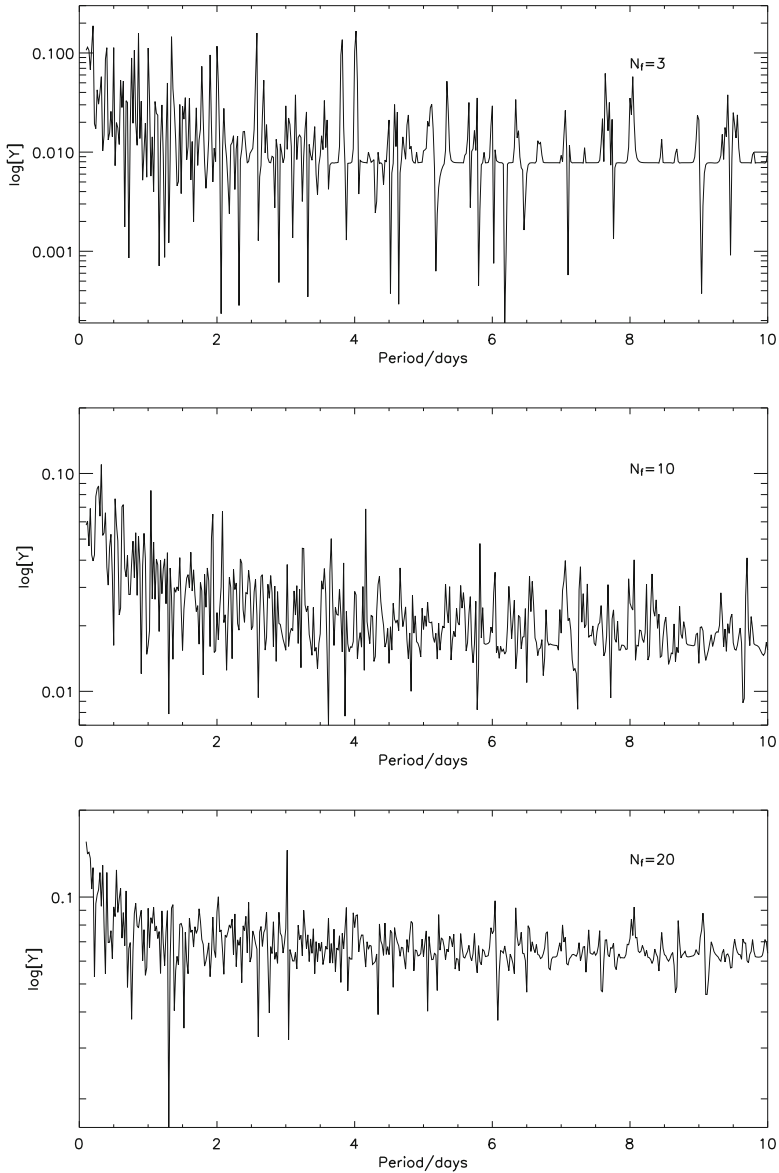 0.100
0.010
0.001
log[Y]
N_f=3
0 2 4 6 8 10
Period/days
0.10
0.01
log[Y]
N_f=10
0 2 4 6 8 10
Period/days
0.1
log[Y]
N_f=20
0 2 4 6 8 10
Period/days